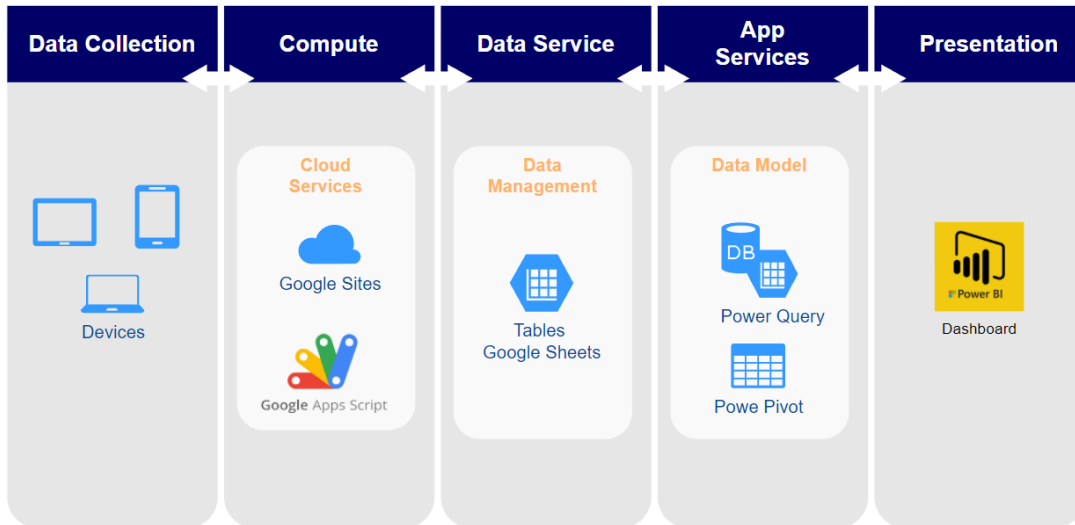 Data Collection
Compute
Data Service
App
Services
Presentation
Cloud
Services
Google Sites
Google Apps Script
Data
Management
Tables
Google Sheets
Data Model
DB
Power Query
Powe Pivot
Devices
Power BI
Dashboard